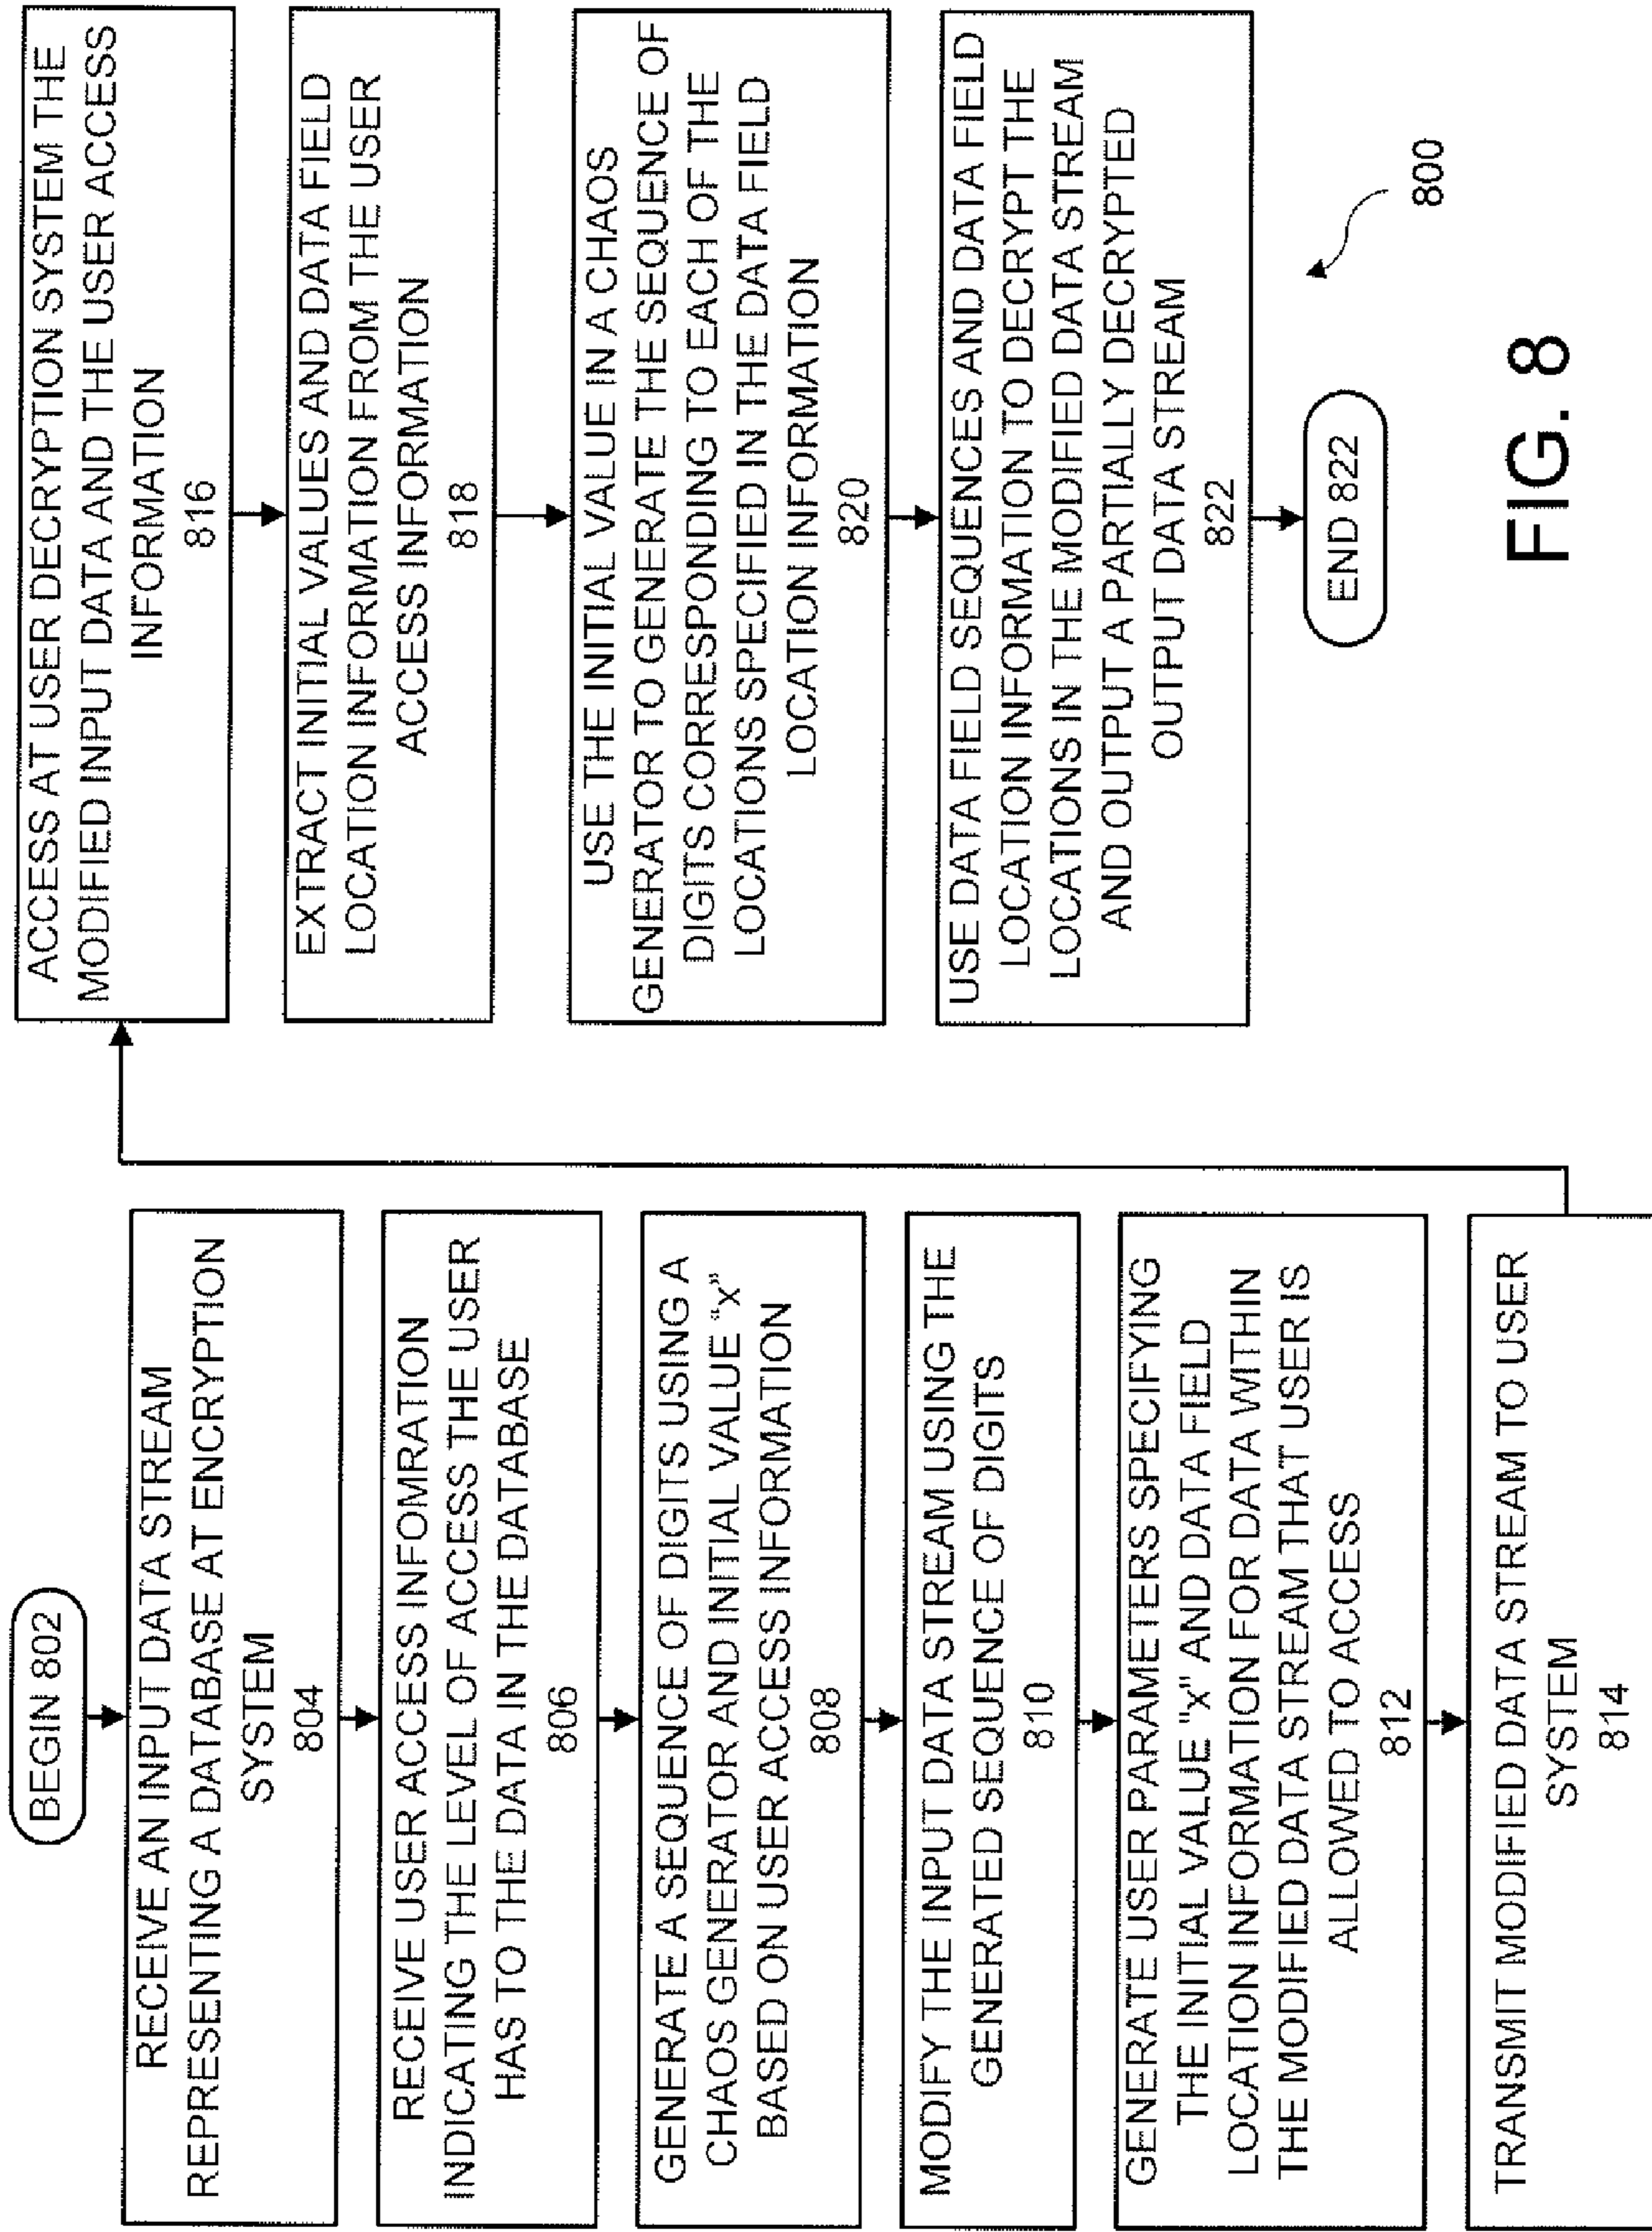 BEGIN 802
RECEIVE AN INPUT DATA STREAM
REPRESENTING A DATABASE AT ENCRYPTION
SYSTEM
804
RECEIVE USER ACCESS INFOMRATION
INDICATING THE LEVEL OF ACCESS THE USER
HAS TO THE DATA IN THE DATABASE
806
GENERATE A SEQUENCE OF DIGITS USING A
CHAOS GENERATOR AND INITIAL VALUE “x”
BASED ON USER ACCESS INFORMATION
808
MODIFY THE INPUT DATA STREAM USING THE
GENERATED SEQUENCE OF DIGITS
810
GENERATE USER PARAMETERS SPECIFYING
THE INITIAL VALUE "x" AND DATA FIELD
LOCATION INFORMATION FOR DATA WITHIN
THE MODIFIED DATA STREAM THAT USER IS
ALLOWED TO ACCESS
812
TRANSMIT MODIFIED DATA STREAM TO USER
SYSTEM
814
ACCESS AT USER DECRYPTION SYSTEM THE
MODIFIED INPUT DATA AND THE USER ACCESS
INFORMATION
816
EXTRACT INITIAL VALUES AND DATA FIELD
LOCATION INFORMATION FROM THE USER
ACCESS INFORMATION
818
USE THE INITIAL VALUE IN A CHAOS
GENERATOR TO GENERATE THE SEQUENCE OF
DIGITS CORRESPONDING TO EACH OF THE
LOCATIONS SPECIFIED IN THE DATA FIELD
LOCATION INFORMATION
820
USE DATA FIELD SEQUENCES AND DATA FIELD
LOCATION INFORMATION TO DECRYPT THE
LOCATIONS IN THE MODIFIED DATA STREAM
AND OUTPUT A PARTIALLY DECRYPTED
OUTPUT DATA STREAM
822
END 822
800
FIG. 8